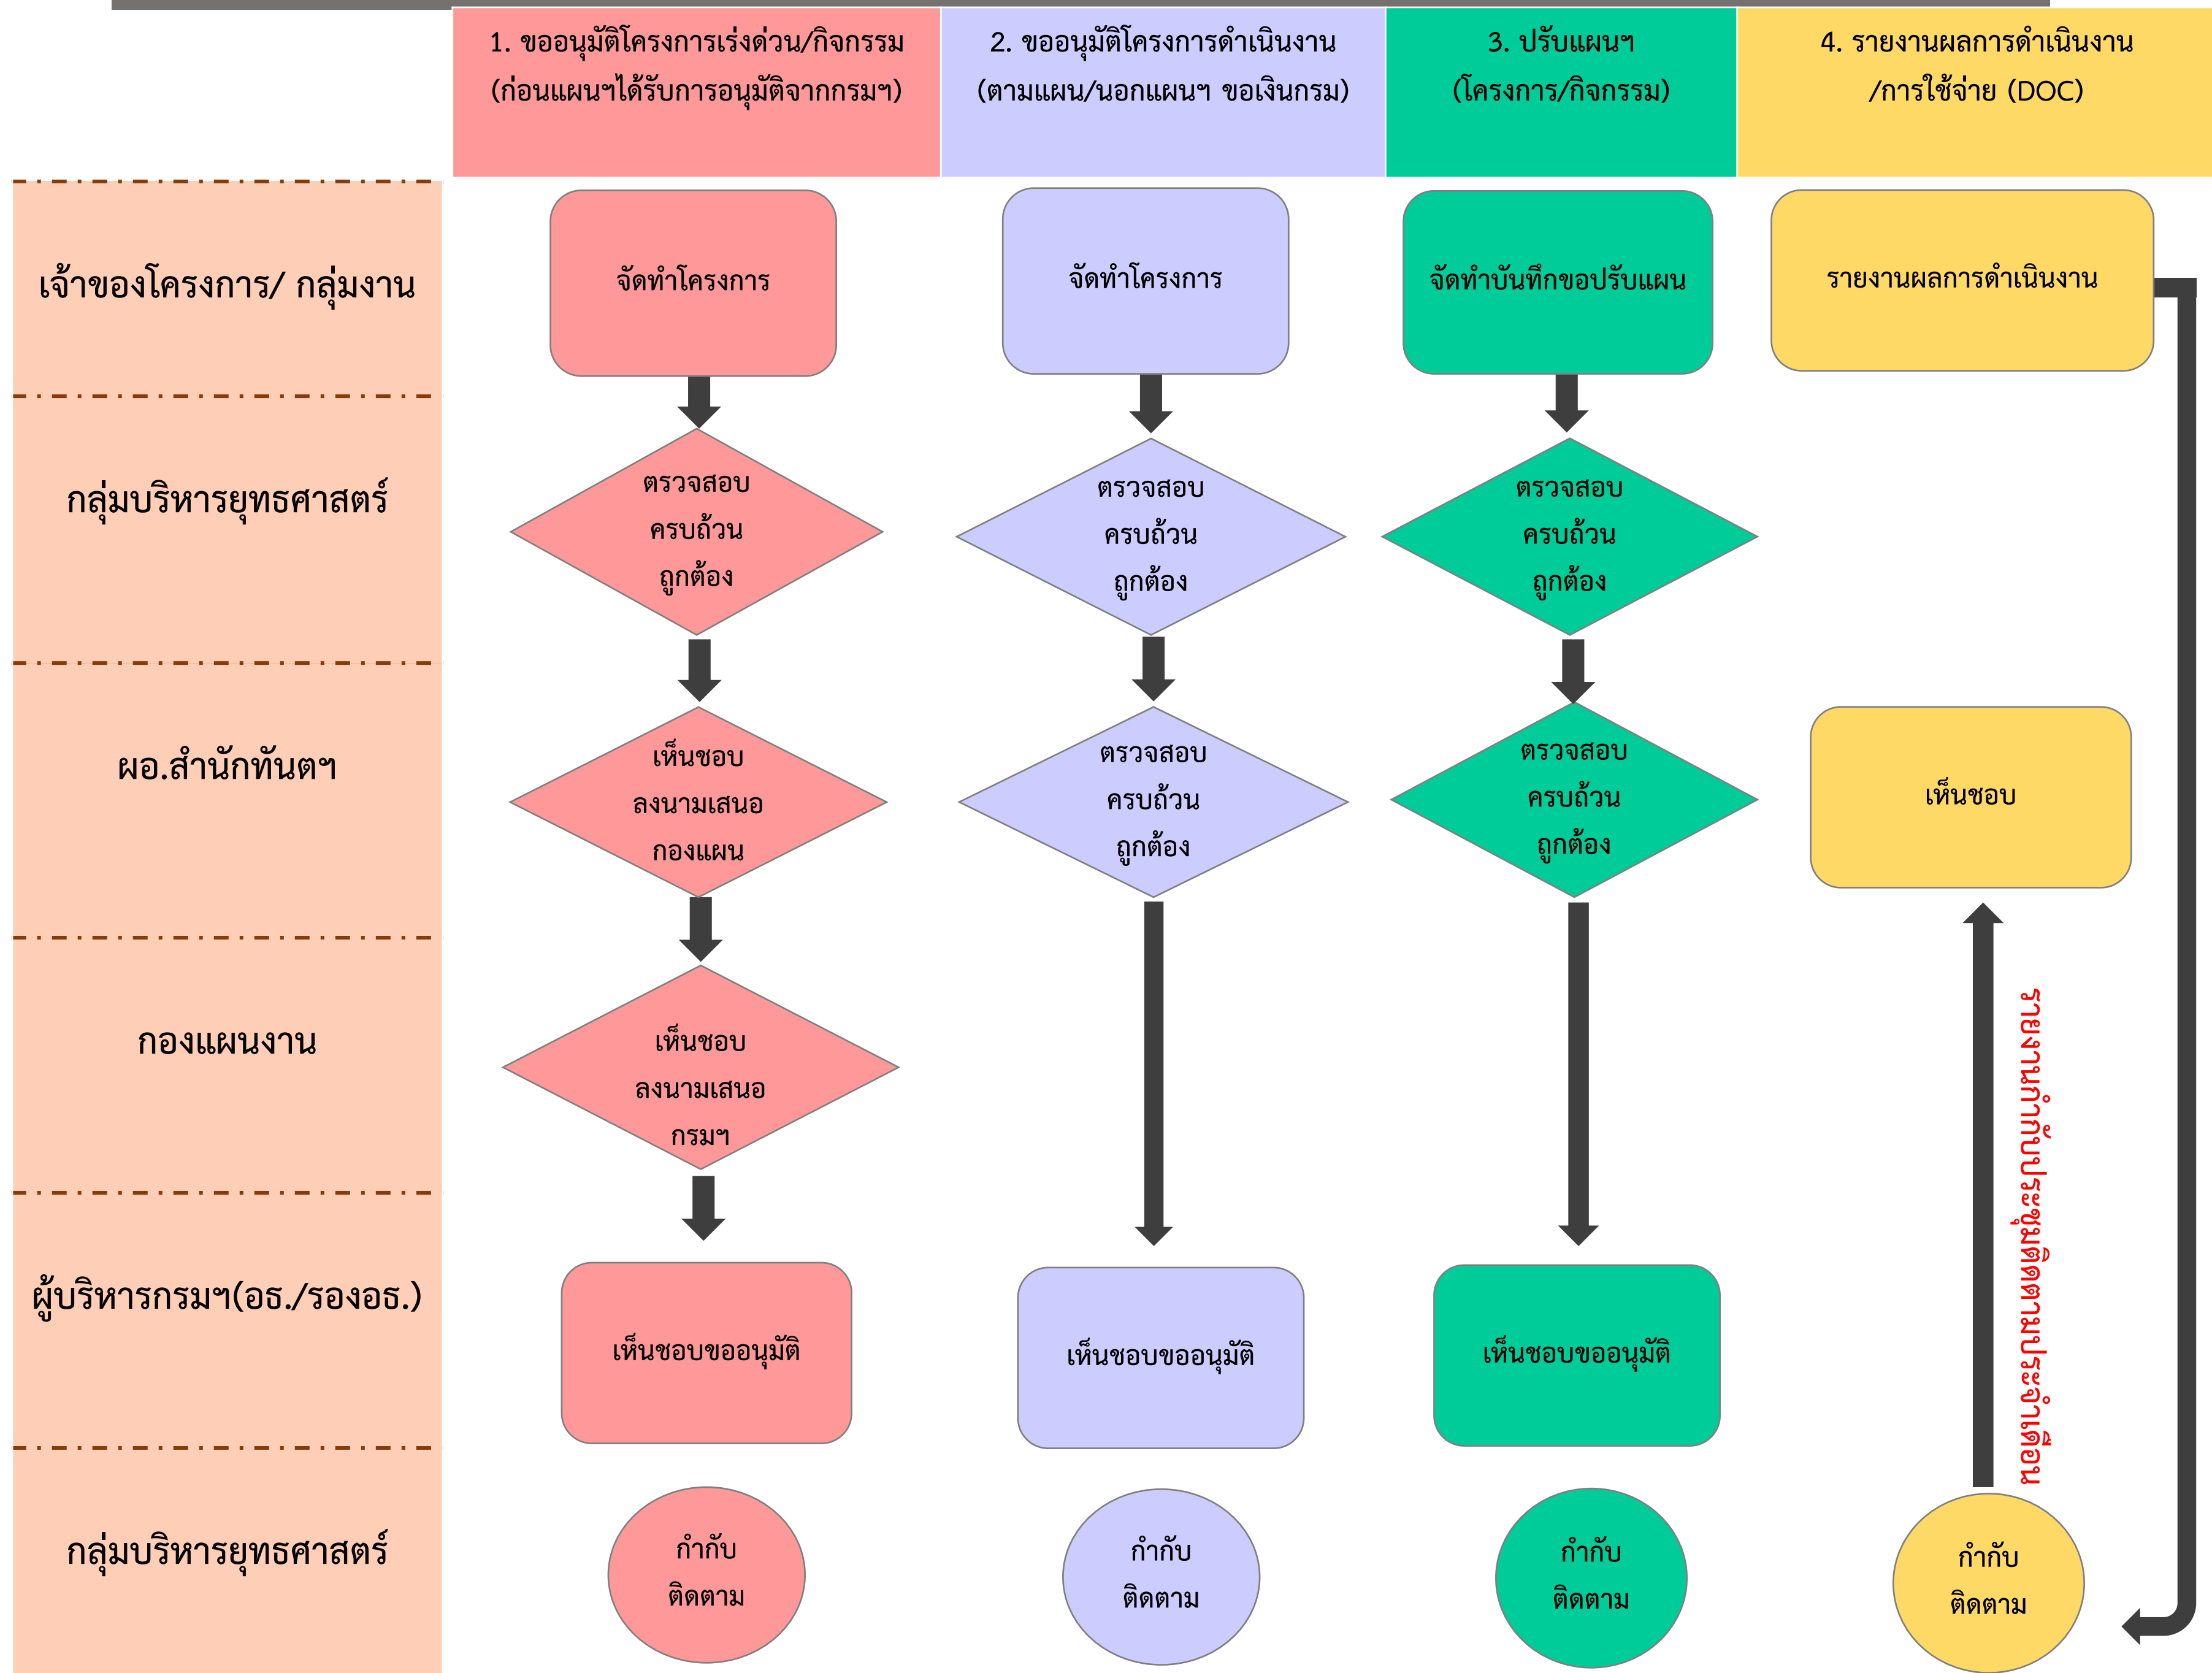 1. ขออนุมัติโครงการเร่งด่วน/กิจกรรม
(ก่อนแผนฯได้รับการอนุมัติจากกรมฯ)
2. ขออนุมัติโครงการดำเนินงาน
(ตามแผน/นอกแผนฯ ขอเงินกรม)
3. ปรับแผนฯ
(โครงการ/กิจกรรม)
4. รายงานผลการดำเนินงาน
/การใช้จ่าย (DOC)
เจ้าของโครงการ/ กลุ่มงาน
จัดทำโครงการ
จัดทำโครงการ
จัดทำบันทึกขอปรับแผน
รายงานผลการดำเนินงาน
กลุ่มบริหารยุทธศาสตร์
ตรวจสอบ
ครบถ้วน
ถูกต้อง
ตรวจสอบ
ครบถ้วน
ถูกต้อง
ตรวจสอบ
ครบถ้วน
ถูกต้อง
ผอ.สำนักทันตฯ
เห็นชอบ
ลงนามเสนอ
กองแผน
ตรวจสอบ
ครบถ้วน
ถูกต้อง
ตรวจสอบ
ครบถ้วน
ถูกต้อง
เห็นชอบ
กองแผนงาน
เห็นชอบ
ลงนามเสนอ
กรมฯ
รายงานกำกับประชุมติดตามประจำเดือน
ผู้บริหารกรมฯ(อธ./รองอธ.)
เห็นชอบขออนุมัติ
เห็นชอบขออนุมัติ
เห็นชอบขออนุมัติ
กลุ่มบริหารยุทธศาสตร์
กำกับ
ติดตาม
กำกับ
ติดตาม
กำกับ
ติดตาม
กำกับ
ติดตาม